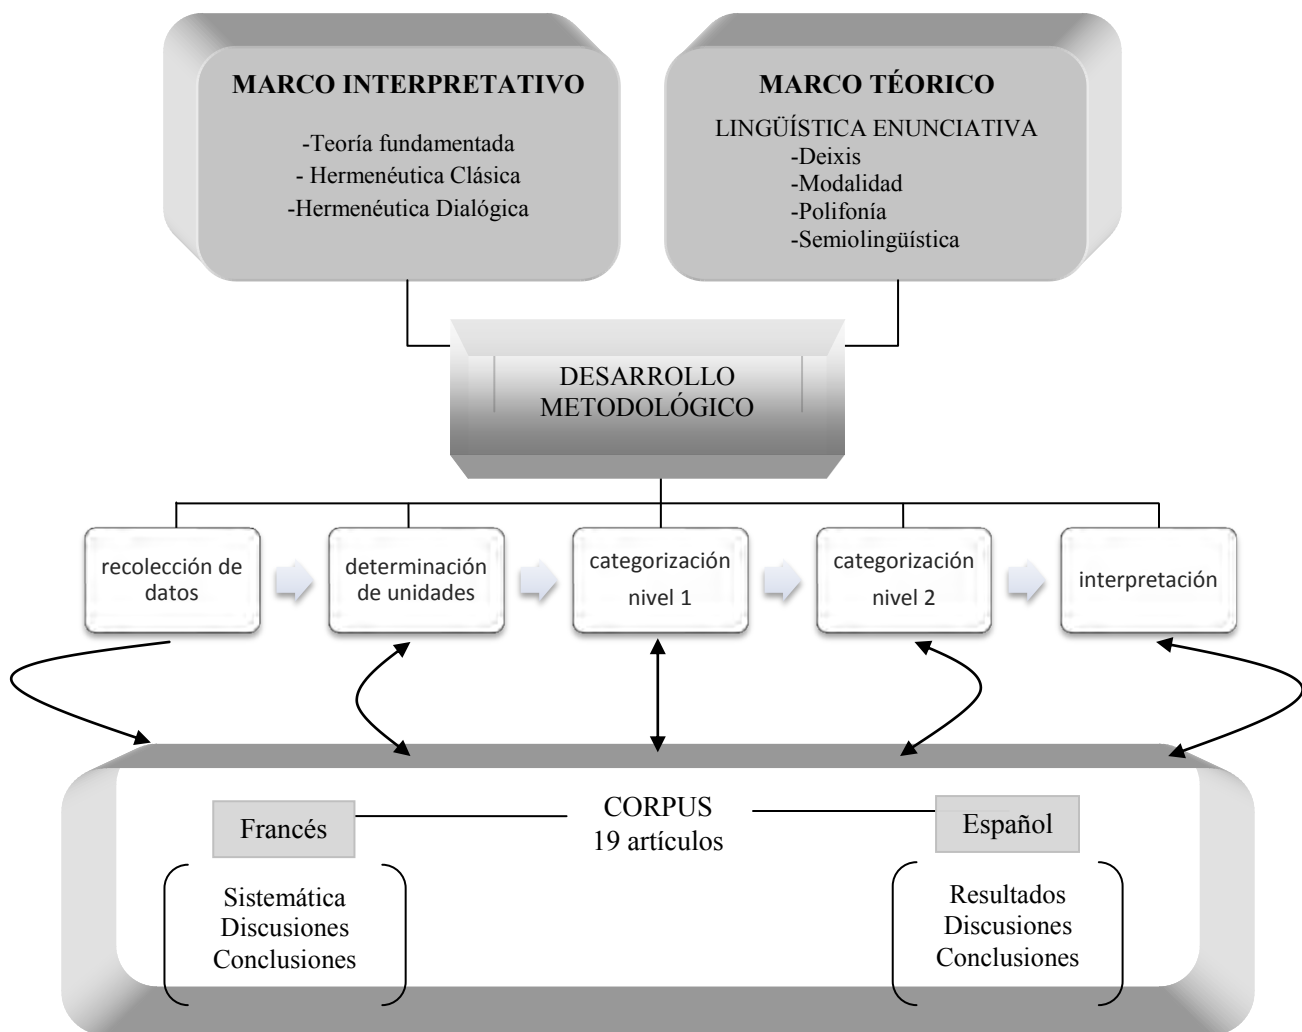 MARCO INTERPRETATIVO
-Teoría fundamentada
- Hermenéutica Clásica
-Hermenéutica Dialógica
MARCO TÉORICO
LINGÜÍSTICA ENUNCIATIVA
-Deixis
-Modalidad
-Polifonía
-Semiolingüística
DESARROLLO
METODOLÓGICO
recolección de
datos
determinación
de unidades
categorización
nivel 1
categorización
nivel 2
interpretación
CORPUS
19 artículos
Francés
Sistemática
Discusiones
Conclusiones
Español
Resultados
Discusiones
Conclusiones